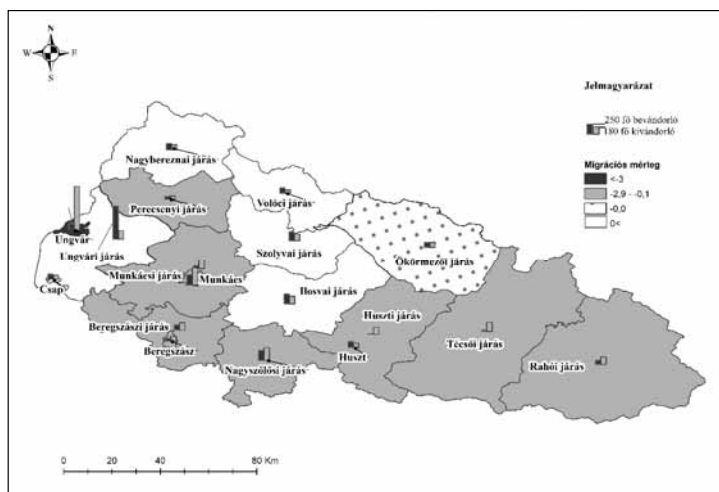 N
W E
S
Jelmagyarázat
250 fő bevándorló
180 fő kivándorló
Migrációs mérleg
<-3
-2,9 - -0,1
-0,0
0<
Nagybereznai járás
Perecsenyi járás
Volóci járás
Ungvár
Ungvári járás
Szolyvai járás
Ökörmezői járás
Munkácsi járás
Munkács
Csap
Ilosvai járás
Beregszászi járás
Huszti járás
Beregszász
Huszt
Técsői járás
Nagyszőlősi járás
Rahói járás
0 20 40 60 80 Km